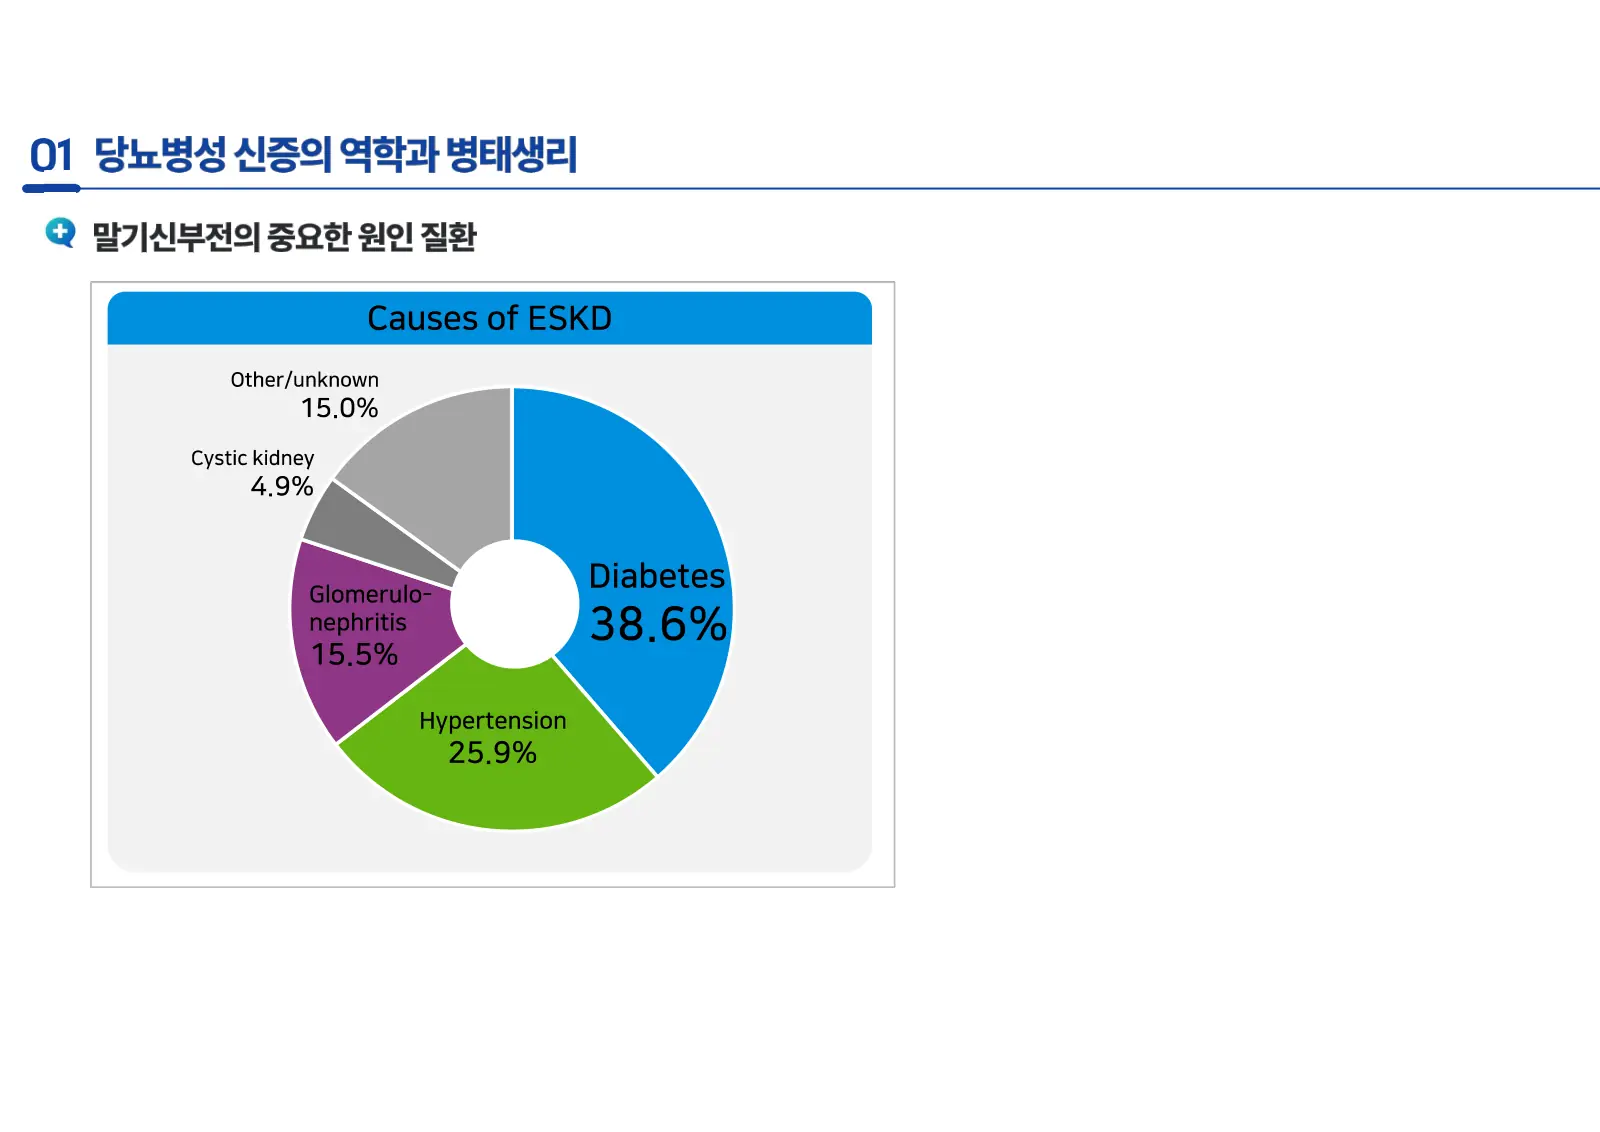 01 당뇨병성 신증의 역학과 병태생리
말기신부전의 중요한 원인 질환
Causes of ESKD
Other/unknown
15.0%
Cystic kidney
4.9%
Glomerulo-
nephritis
15.5%
Diabetes
38.6%
Hypertension
25.9%